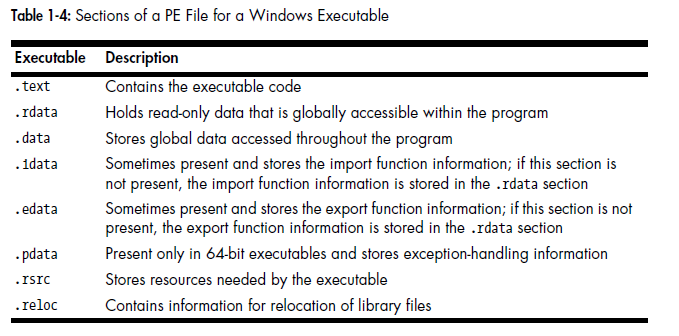 Table 1-4: Sections of a PE File for a Windows Executable
Executable Description
.text Contains the executable code
.rdata Holds read-only data that is globally accessible within the program
.data Stores global data accessed throughout the program
.idata Sometimes present and stores the import function information; if this section is
not present, the import function information is stored in the .rdata section
.edata Sometimes present and stores the export function information; if this section is not
present, the export function information is stored in the .rdata section
.pdata Present only in 64-bit executables and stores exception-handling information
.rsrc Stores resources needed by the executable
.reloc Contains information for relocation of library files